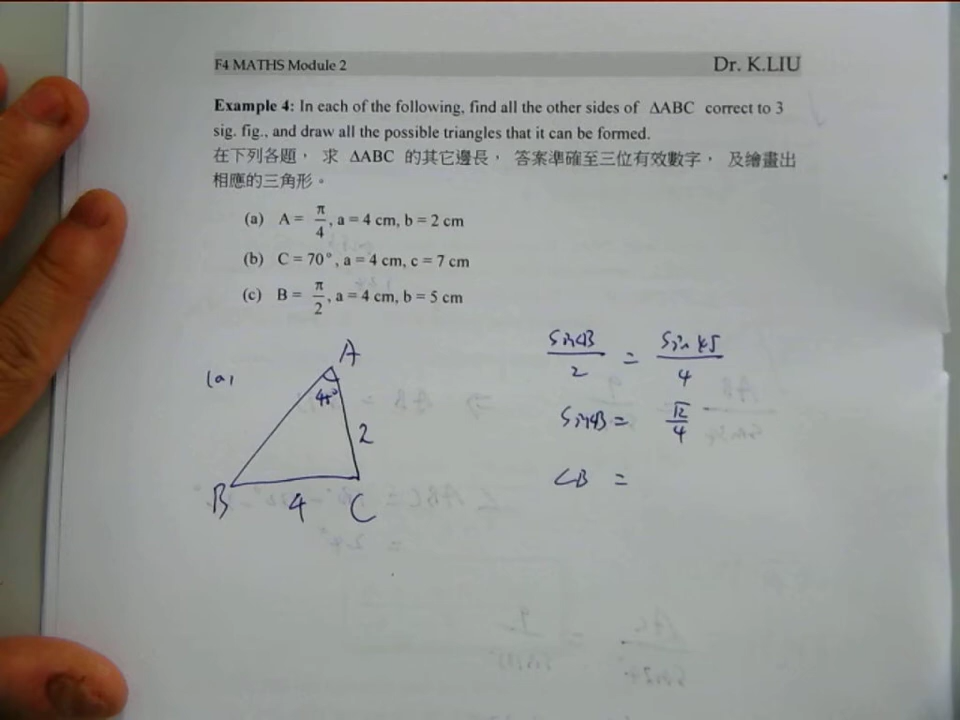 F4 MATHS Module 2 Dr. K.LIU
Example 4: In each of the following, find all the other sides of ΔABC correct to 3
sig. fig., and draw all the possible triangles that it can be formed.
在下列各題， 求 ΔABC 的其它邊長， 答案準確至三位有效數字， 及繪畫出
相應的三角形。
(a) A = π/4, a = 4 cm, b = 2 cm
(b) C = 70°, a = 4 cm, c = 7 cm
(c) B = π/2, a = 4 cm, b = 5 cm
(a)
A
45°
2
B 4 C
sin∠B/2 = sin 45/4
sin∠B = √2/4
∠B =